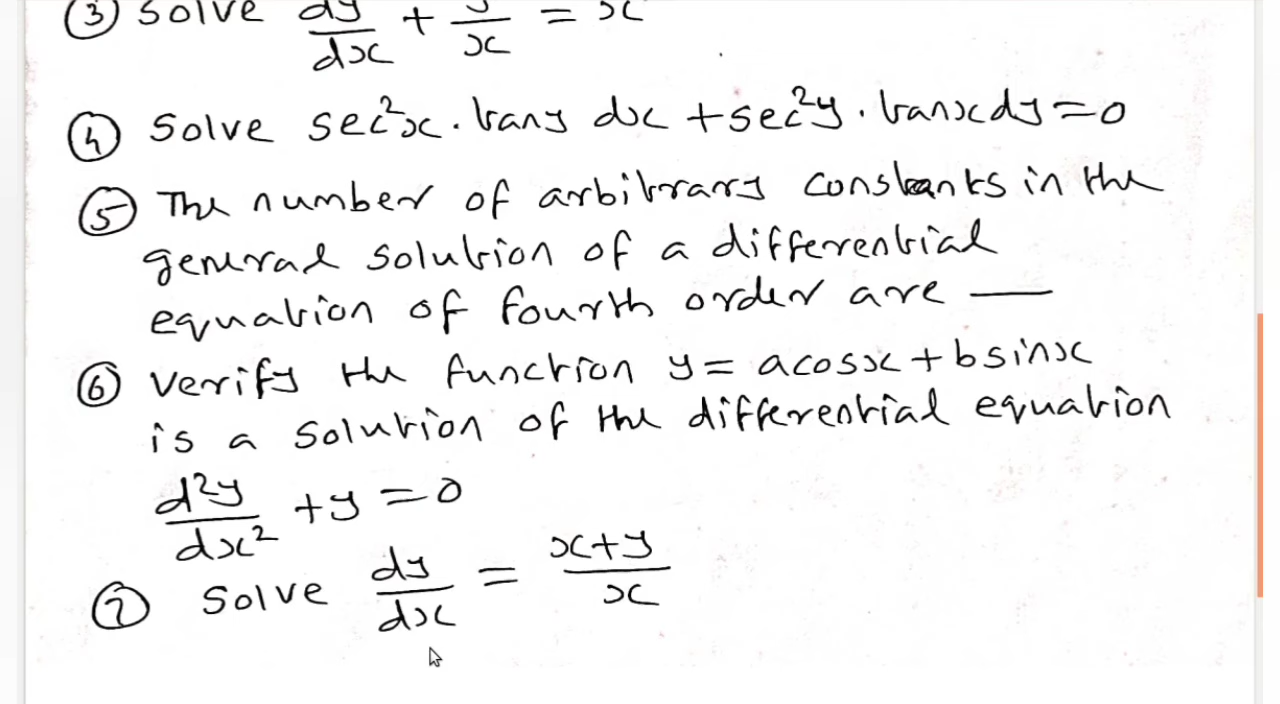 ③ Solve dy/dx + y/x = x
④ Solve sec²x . tany dx + sec²y . tanx dy = 0
⑤ The number of arbitrary constants in the
general solution of a differential
equation of fourth order are —
⑥ Verify the function y = acosx + bsinx
is a solution of the differential equation
d²y/dx² + y = 0
⑦ Solve dy/dx = x+y/x